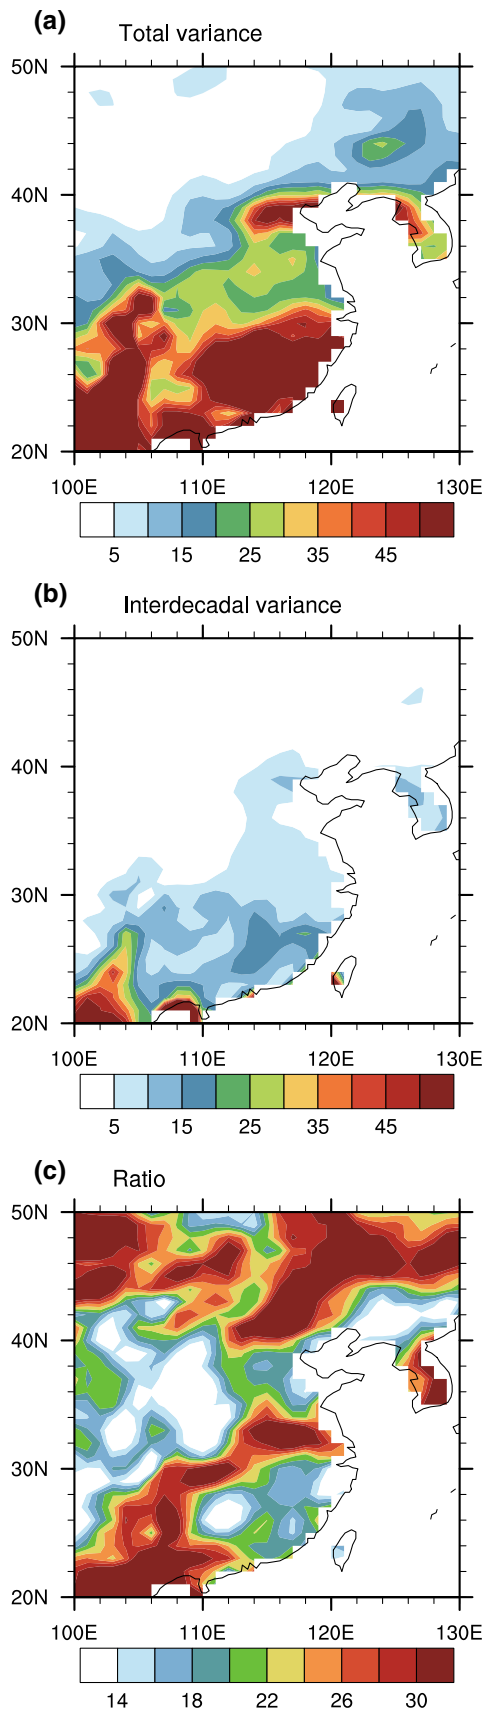 (a)
Total variance
50N
40N
30N
20N
100E 110E 120E 130E
5 15 25 35 45
(b)
Interdecadal variance
50N
40N
30N
20N
100E 110E 120E 130E
5 15 25 35 45
(c)
Ratio
50N
40N
30N
20N
100E 110E 120E 130E
14 18 22 26 30